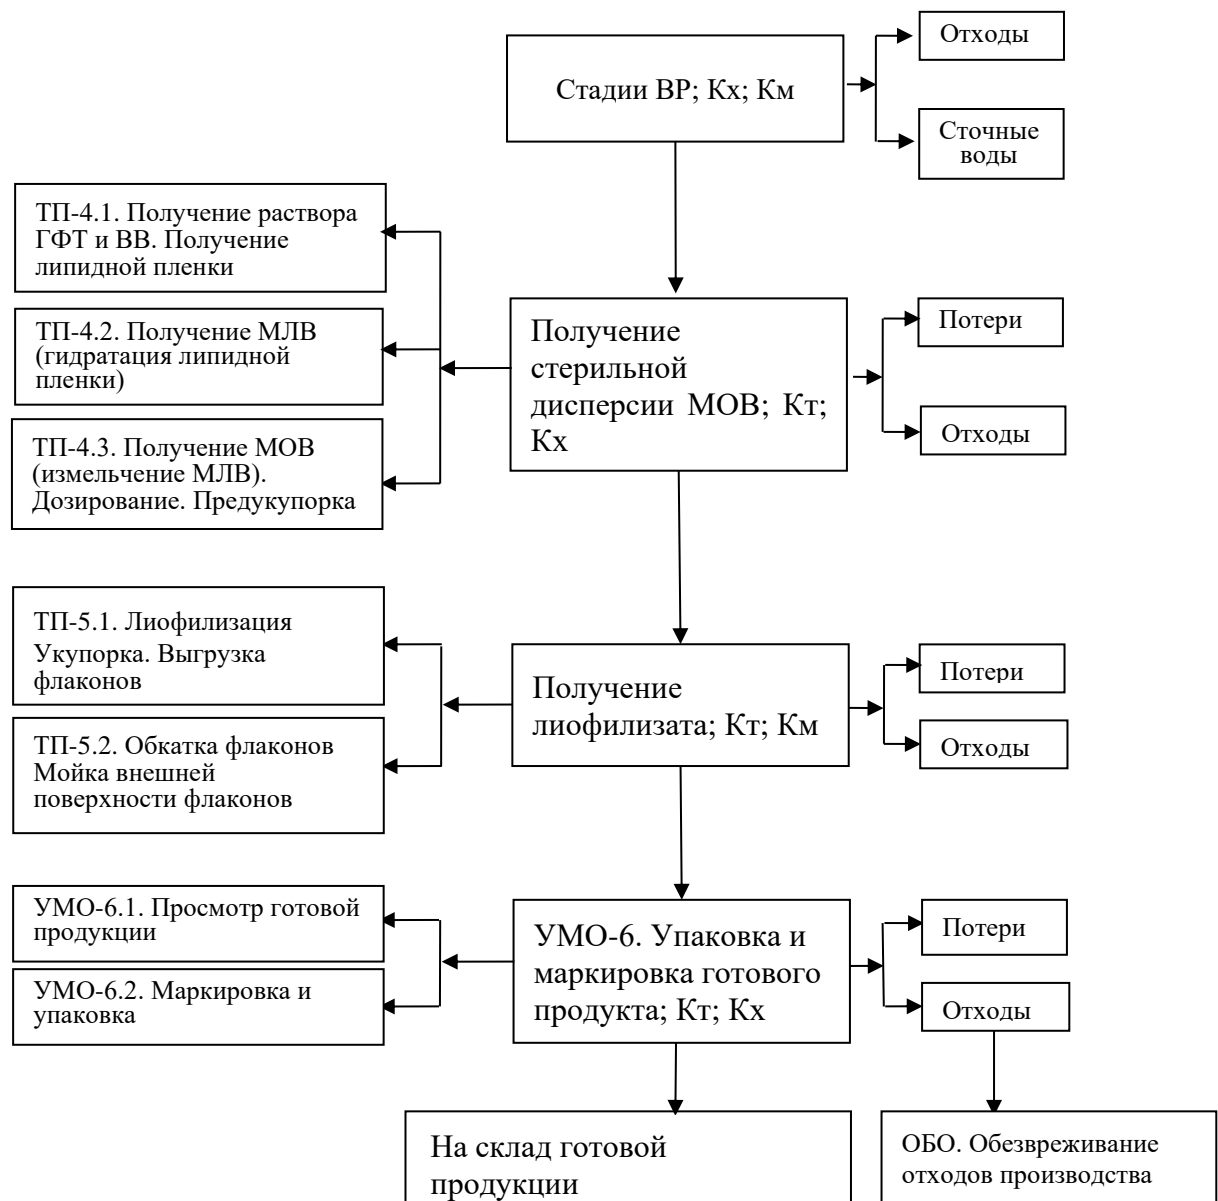 Отходы
Стадии ВР; Кх; Км
Сточные
воды
ТП-4.1. Получение раствора
ГФТ и ВВ. Получение
липидной пленки
ТП-4.2. Получение МЛВ
(гидратация липидной
пленки)
ТП-4.3. Получение МОВ
(измельчение МЛВ).
Дозирование. Предукупорка
Получение
стерильной
дисперсии МОВ; Кт;
Кх
Потери
Отходы
ТП-5.1. Лиофилизация
Укупорка. Выгрузка
флаконов
ТП-5.2. Обкатка флаконов
Мойка внешней
поверхности флаконов
Получение
лиофилизата; Кт; Км
Потери
Отходы
УМО-6.1. Просмотр готовой
продукции
УМО-6.2. Маркировка и
упаковка
УМО-6. Упаковка и
маркировка готового
продукта; Кт; Кх
Потери
Отходы
На склад готовой
продукции
ОБО. Обезвреживание
отходов производства